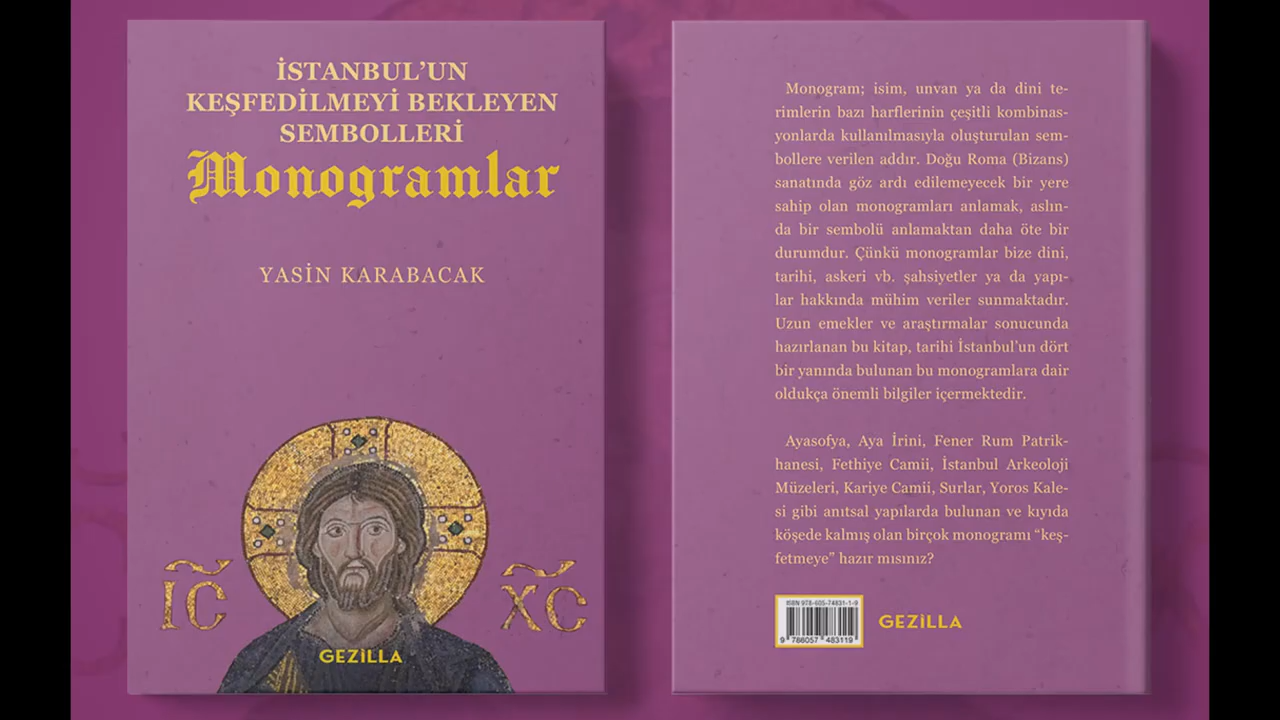 İSTANBUL’UN
KEŞFEDİLMEYİ BEKLEYEN
SEMBOLLERİ
Monogramlar
YASİN KARABACAK
IC
XC
GEZİLLA
Monogram; isim, unvan ya da dini te-
rimlerin bazı harflerinin çeşitli kombinas-
yonlarda kullanılmasıyla oluşturulan sem-
bollere verilen addır. Doğu Roma (Bizans)
sanatında göz ardı edilemeyecek bir yere
sahip olan monogramları anlamak, aslın-
da bir sembolü anlamaktan daha öte bir
durumdur. Çünkü monogramlar bize dini,
tarihi, askeri vb. şahsiyetler ya da yapı-
lar hakkında mühim veriler sunmaktadır.
Uzun emekler ve araştırmalar sonucunda
hazırlanan bu kitap, tarihi İstanbul’un dört
bir yanında bulunan bu monogramlara dair
oldukça önemli bilgiler içermektedir.
Ayasofya, Aya İrini, Fener Rum Patrik-
hanesi, Fethiye Camii, İstanbul Arkeoloji
Müzeleri, Kariye Camii, Surlar, Yoros Kale-
si gibi anıtsal yapılarda bulunan ve kıyıda
köşede kalmış olan birçok monogramı “keş-
fetmeye” hazır mısınız?
ISBN 978-605-74831-1-9
9 786057 483119
GEZİLLA